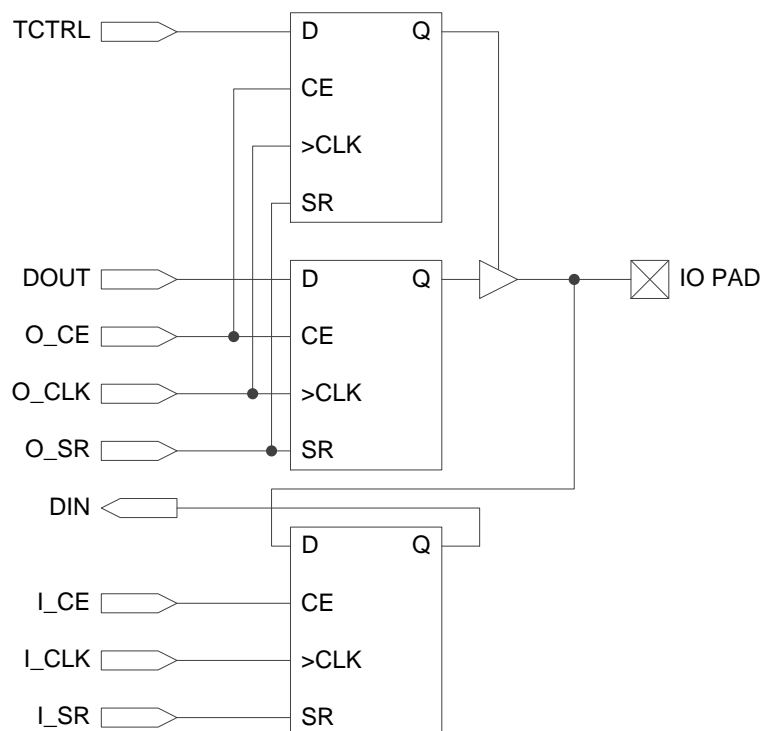 TCTRL D Q
CE
>CLK
SR
DOUT D Q IO PAD
O_CE CE
O_CLK >CLK
O_SR SR
DIN
D Q
I_CE CE
I_CLK >CLK
I_SR SR